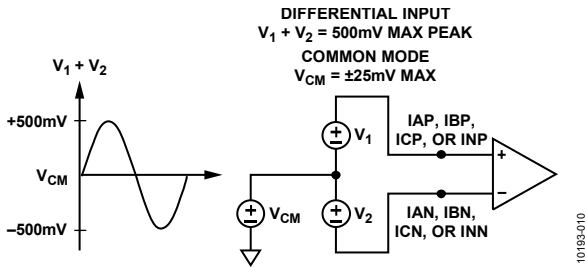 DIFFERENTIAL INPUT
V1 + V2 = 500mV MAX PEAK
COMMON MODE
VCM = ±25mV MAX
V1 + V2
+500mV
VCM
–500mV
V1
IAP, IBP,
ICP, OR INP
+
–
VCM
V2
IAN, IBN,
ICN, OR INN
10193-010